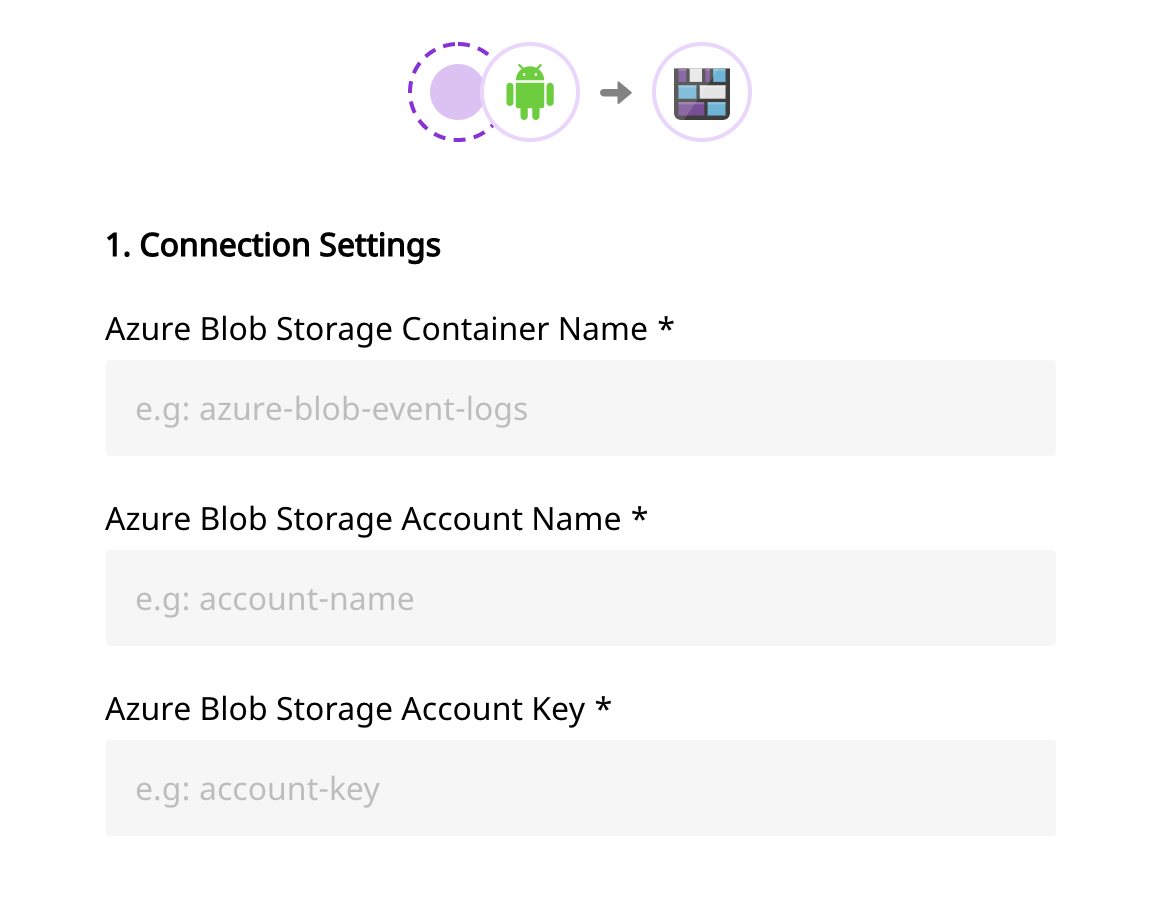 1. Connection Settings
Azure Blob Storage Container Name *
e.g: azure-blob-event-logs
Azure Blob Storage Account Name *
e.g: account-name
Azure Blob Storage Account Key *
e.g: account-key